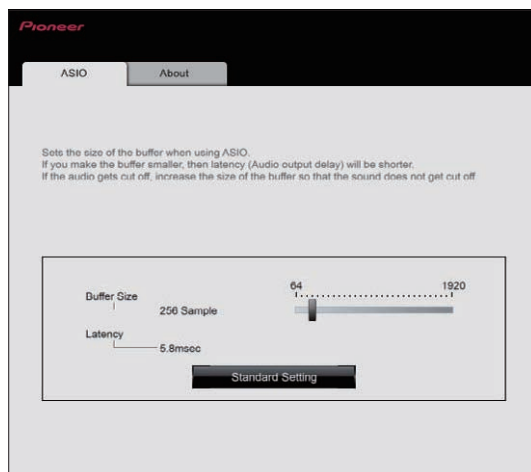 Pioneer
ASIO About
Sets the size of the buffer when using ASIO.
If you make the buffer smaller, then latency (Audio output delay) will be shorter.
If the audio gets cut off, increase the size of the buffer so that the sound does not get cut off
64 1920
Buffer Size
256 Sample
Latency
5.8msec
Standard Setting